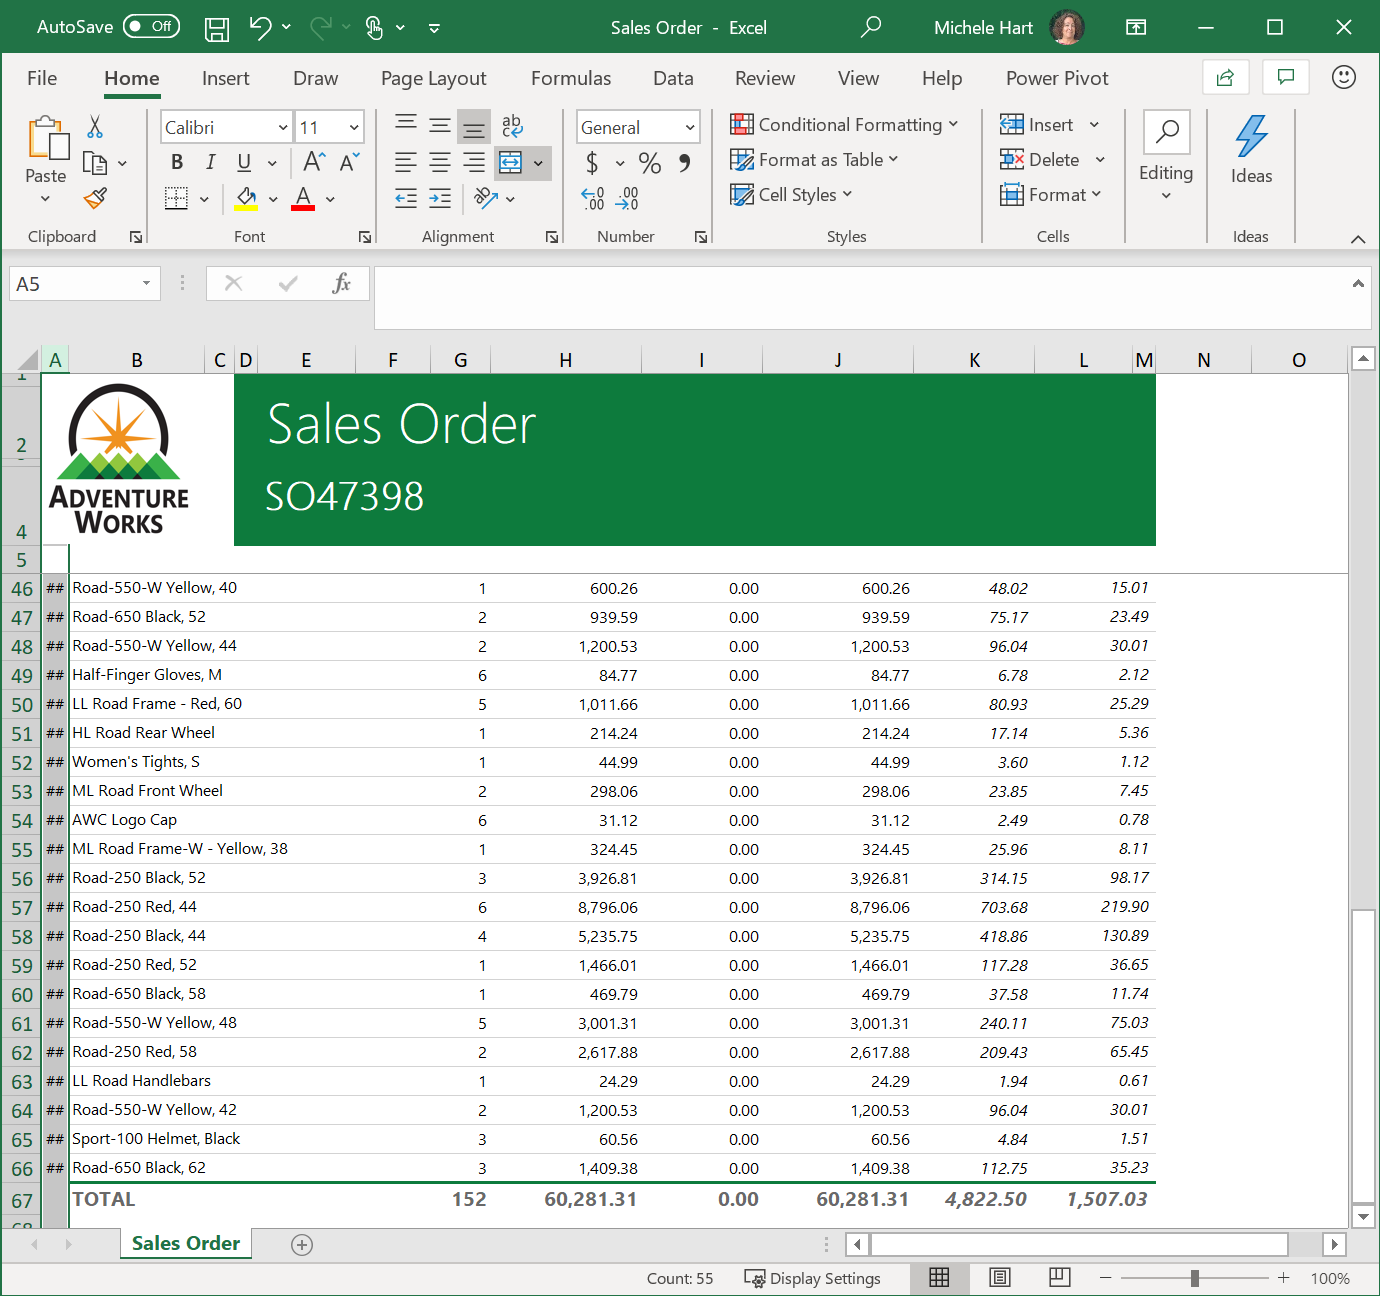 AutoSave Off Sales Order - Excel Michele Hart
File Home Insert Draw Page Layout Formulas Data Review View Help Power Pivot
Paste
Clipboard
Calibri 11
B I U A A
A
Font
ab
Alignment
General
$ % 9
.00 .00
.00 .0
Number
Conditional Formatting
Format as Table
Cell Styles
Styles
Insert
Delete
Format
Cells
Editing
Ideas
Ideas
A5 fx
A B C D E F G H I J K L M N O
1
2
4
5
ADVENTURE
WORKS
Sales Order
SO47398
46 ## Road-550-W Yellow, 40 1 600.26 0.00 600.26 48.02 15.01
47 ## Road-650 Black, 52 2 939.59 0.00 939.59 75.17 23.49
48 ## Road-550-W Yellow, 44 2 1,200.53 0.00 1,200.53 96.04 30.01
49 ## Half-Finger Gloves, M 6 84.77 0.00 84.77 6.78 2.12
50 ## LL Road Frame - Red, 60 5 1,011.66 0.00 1,011.66 80.93 25.29
51 ## HL Road Rear Wheel 1 214.24 0.00 214.24 17.14 5.36
52 ## Women's Tights, S 1 44.99 0.00 44.99 3.60 1.12
53 ## ML Road Front Wheel 2 298.06 0.00 298.06 23.85 7.45
54 ## AWC Logo Cap 6 31.12 0.00 31.12 2.49 0.78
55 ## ML Road Frame-W - Yellow, 38 1 324.45 0.00 324.45 25.96 8.11
56 ## Road-250 Black, 52 3 3,926.81 0.00 3,926.81 314.15 98.17
57 ## Road-250 Red, 44 6 8,796.06 0.00 8,796.06 703.68 219.90
58 ## Road-250 Black, 44 4 5,235.75 0.00 5,235.75 418.86 130.89
59 ## Road-250 Red, 52 1 1,466.01 0.00 1,466.01 117.28 36.65
60 ## Road-650 Black, 58 1 469.79 0.00 469.79 37.58 11.74
61 ## Road-550-W Yellow, 48 5 3,001.31 0.00 3,001.31 240.11 75.03
62 ## Road-250 Red, 58 2 2,617.88 0.00 2,617.88 209.43 65.45
63 ## LL Road Handlebars 1 24.29 0.00 24.29 1.94 0.61
64 ## Road-550-W Yellow, 42 2 1,200.53 0.00 1,200.53 96.04 30.01
65 ## Sport-100 Helmet, Black 3 60.56 0.00 60.56 4.84 1.51
66 ## Road-650 Black, 62 3 1,409.38 0.00 1,409.38 112.75 35.23
67 TOTAL 152 60,281.31 0.00 60,281.31 4,822.50 1,507.03
68
Sales Order
Count: 55 Display Settings 100%